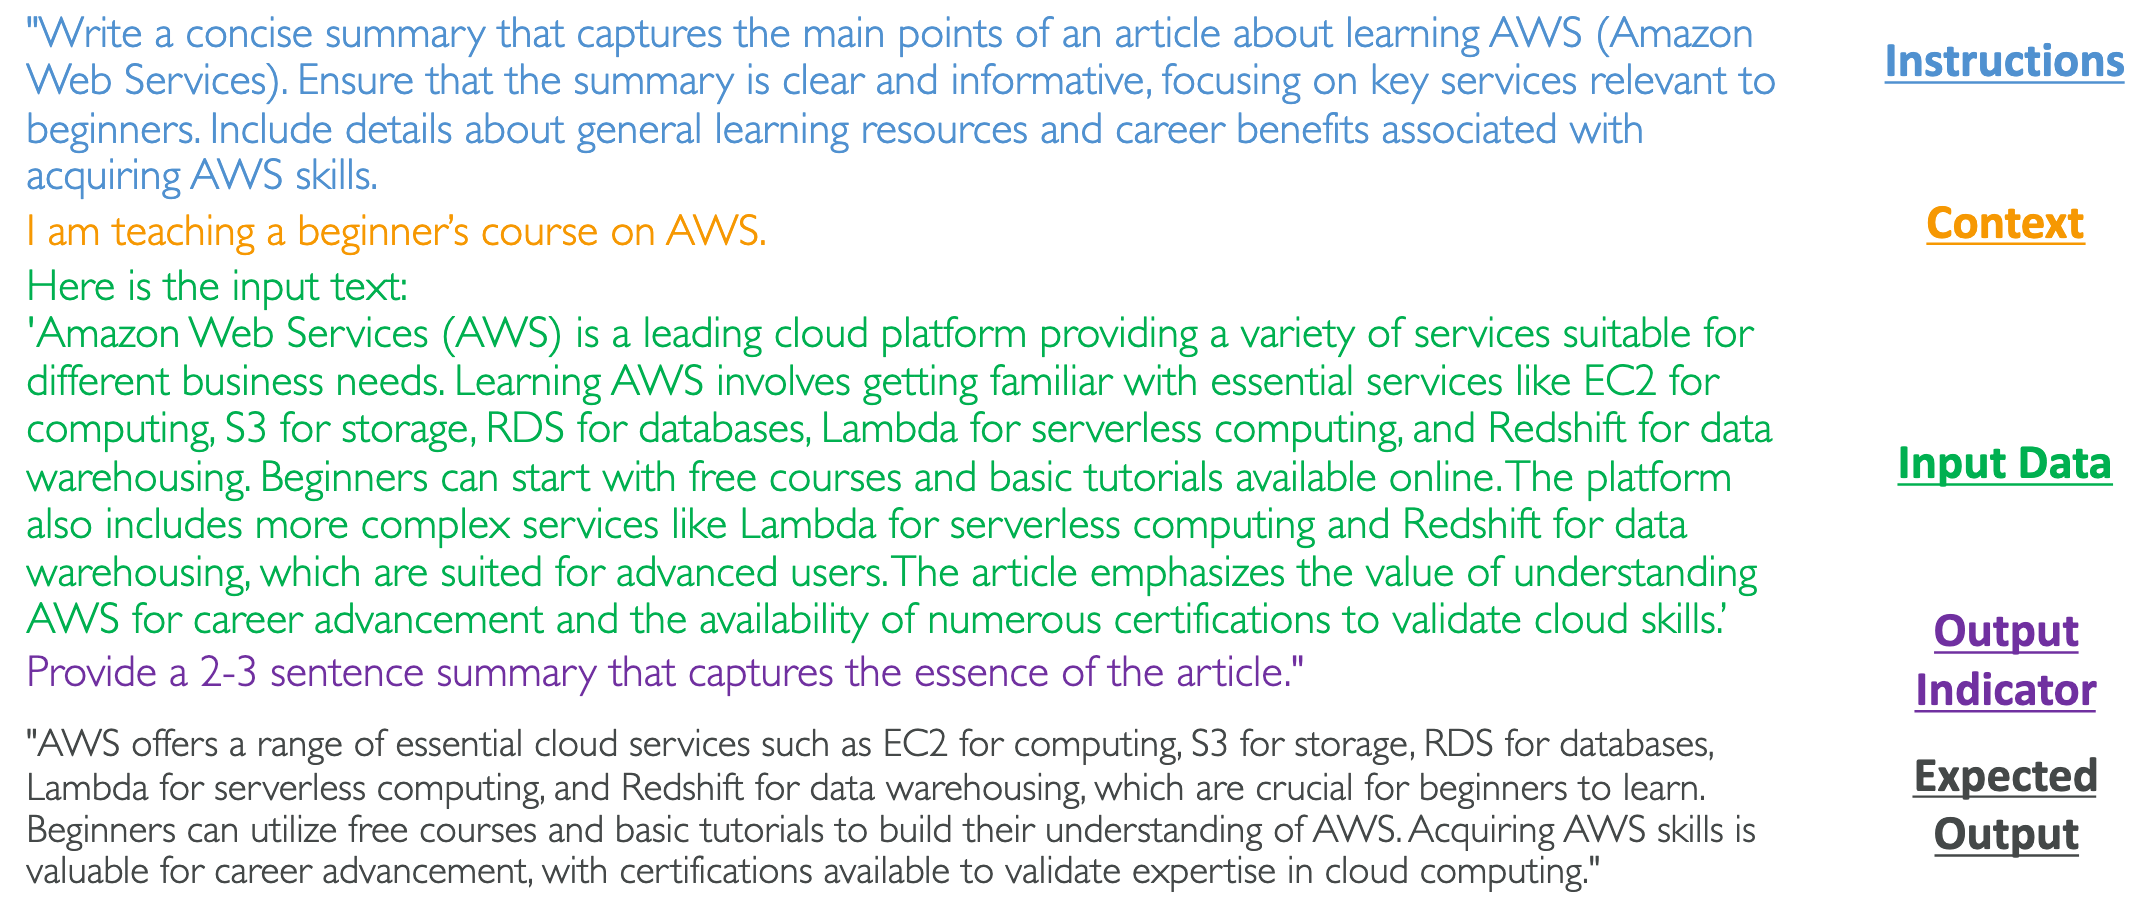 "Write a concise summary that captures the main points of an article about learning AWS (Amazon
Web Services). Ensure that the summary is clear and informative, focusing on key services relevant to
beginners. Include details about general learning resources and career benefits associated with
acquiring AWS skills.
Instructions
I am teaching a beginner’s course on AWS.
Context
Here is the input text:
'Amazon Web Services (AWS) is a leading cloud platform providing a variety of services suitable for
different business needs. Learning AWS involves getting familiar with essential services like EC2 for
computing, S3 for storage, RDS for databases, Lambda for serverless computing, and Redshift for data
warehousing. Beginners can start with free courses and basic tutorials available online. The platform
also includes more complex services like Lambda for serverless computing and Redshift for data
warehousing, which are suited for advanced users. The article emphasizes the value of understanding
AWS for career advancement and the availability of numerous certifications to validate cloud skills.’
Input Data
Provide a 2-3 sentence summary that captures the essence of the article."
Output
Indicator
"AWS offers a range of essential cloud services such as EC2 for computing, S3 for storage, RDS for databases,
Lambda for serverless computing, and Redshift for data warehousing, which are crucial for beginners to learn.
Beginners can utilize free courses and basic tutorials to build their understanding of AWS. Acquiring AWS skills is
valuable for career advancement, with certifications available to validate expertise in cloud computing."
Expected
Output